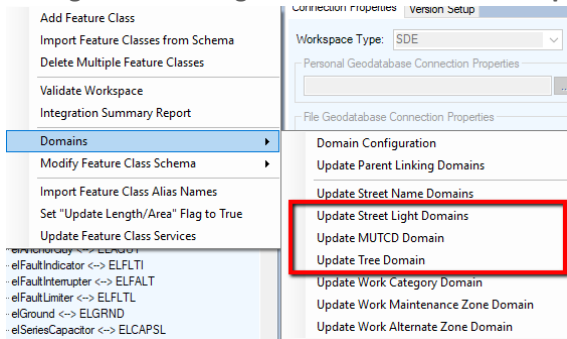 Connection Properties Version Setup
Add Feature Class
Import Feature Classes from Schema
Delete Multiple Feature Classes
Validate Workspace
Integration Summary Report
Domains
Modify Feature Class Schema
Import Feature Class Alias Names
Set "Update Length/Area" Flag to True
Update Feature Class Services
elFaultIndicator <--> ELFLTI
elFaultInterrupter <--> ELFALT
elFaultLimiter <--> ELFLTL
elGround <--> ELGRND
elSeriesCapacitor <--> ELCAPSL
Workspace Type: SDE
Personal Geodatabase Connection Properties
File Geodatabase Connection Properties
Domain Configuration
Update Parent Linking Domains
Update Street Name Domains
Update Street Light Domains
Update MUTCD Domain
Update Tree Domain
Update Work Category Domain
Update Work Maintenance Zone Domain
Update Work Alternate Zone Domain